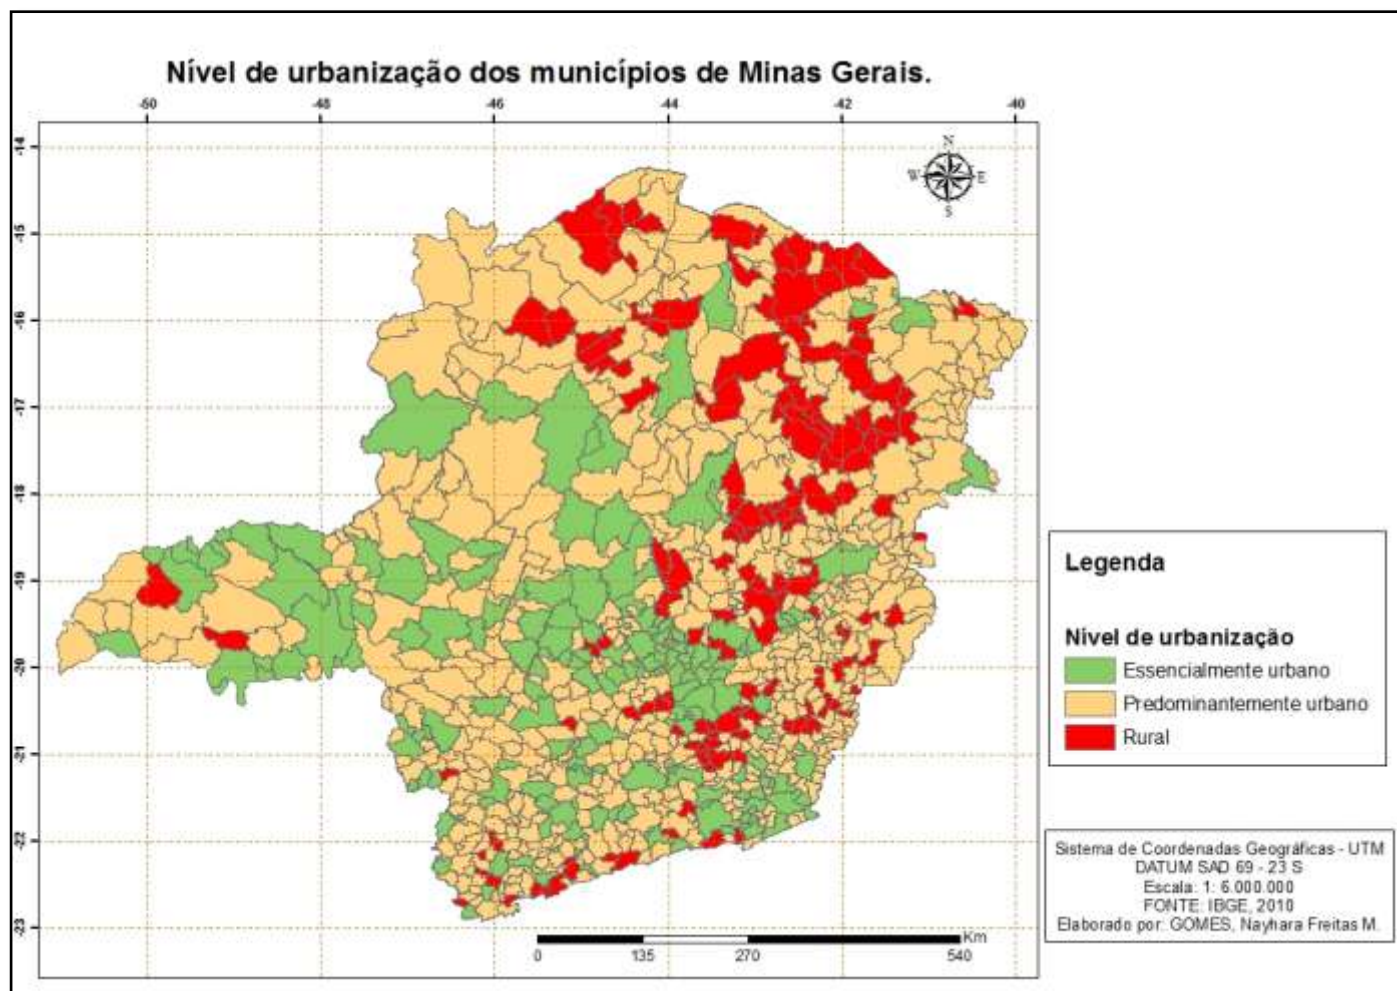 Nível de urbanização dos municípios de Minas Gerais.
-50 -48 -46 -44 -42 -40
-14
-15
-16
-17
-18
-19
-20
-21
-22
-23
N
W E
S
Legenda
Nível de urbanização
Essencialmente urbano
Predominantemente urbano
Rural
Sistema de Coordenadas Geográficas - UTM
DATUM SAD 69 - 23 S
Escala: 1: 6.000.000
FONTE: IBGE, 2010
Elaborado por: GOMES, Nayhara Freitas M.
Km
0 135 270 540